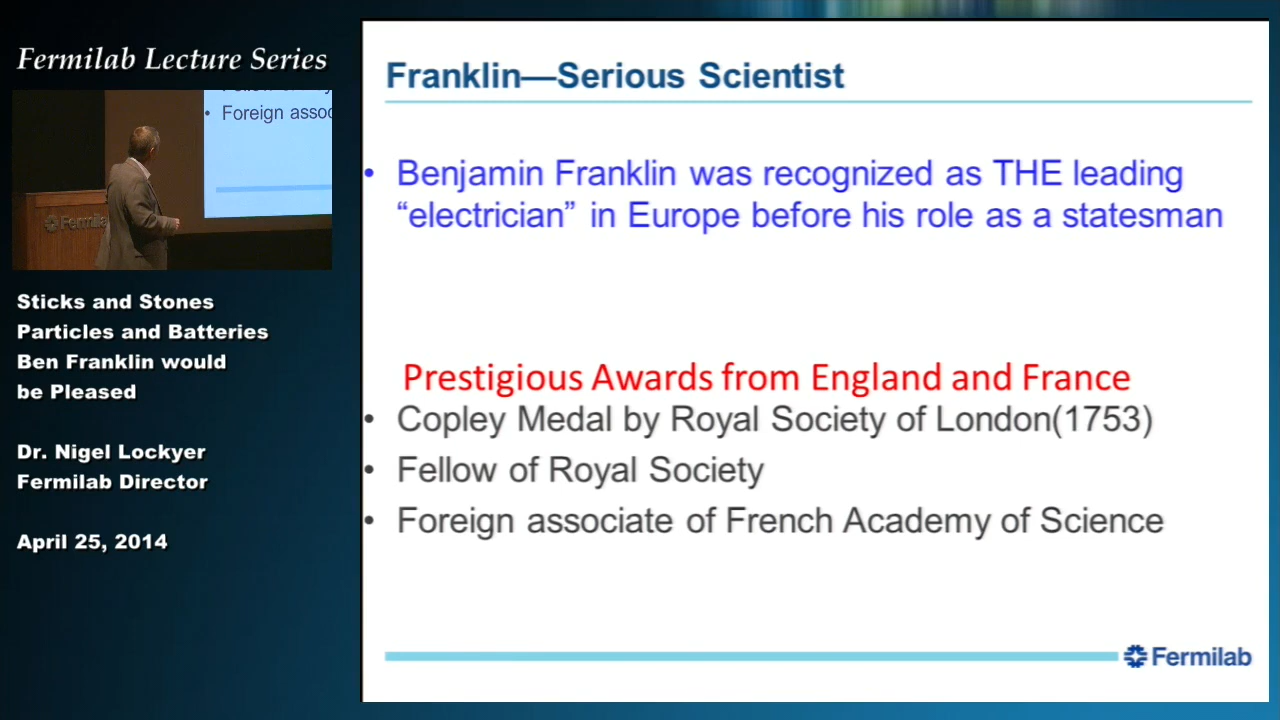 Fermilab Lecture Series
• Foreign assoc
Fermilab
Sticks and Stones
Particles and Batteries
Ben Franklin would
be Pleased
Dr. Nigel Lockyer
Fermilab Director
April 25, 2014
Franklin—Serious Scientist
• Benjamin Franklin was recognized as THE leading
“electrician” in Europe before his role as a statesman
Prestigious Awards from England and France
• Copley Medal by Royal Society of London(1753)
• Fellow of Royal Society
• Foreign associate of French Academy of Science
Fermilab